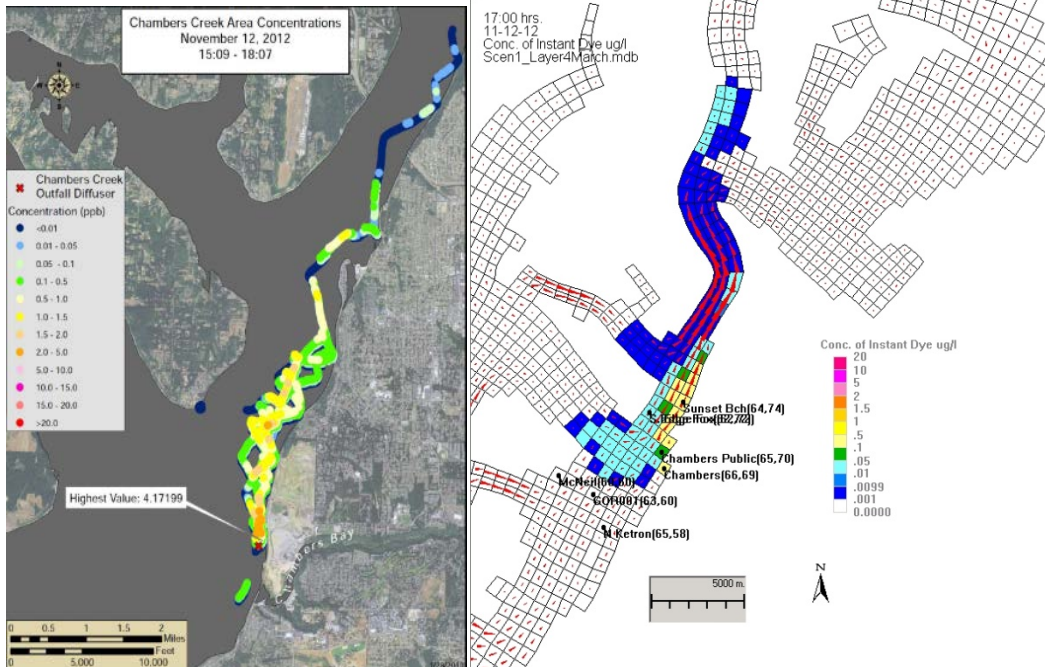 Chambers Creek Area Concentrations
November 12, 2012
15:09 - 18:07
N
W
S
Chambers Creek
Outfall Diffuser
Concentration (ppb)
<0.01
0.01 - 0.05
0.05 - 0.1
0.1 - 0.5
0.5 - 1.0
1.0 - 1.5
1.5 - 2.0
2.0 - 5.0
5.0 - 10.0
10.0 - 15.0
15.0 - 20.0
>20.0
Highest Value: 4.17199
Chambers Bay
0 0.5 1 1.5 2
Miles
Feet
0 5,000 10,000
17:00 hrs.
11-12-12
Conc. of Instant Dye ug/l
Scen1_Layer4March.mdb
Sunset Bch(64,74)
Chambers Public(65,70)
Chambers(66,69)
N Ketron(65,58)
Conc. of Instant Dye ug/l
20
10
5
2
1.5
1
.5
.1
.05
.01
.0099
.001
0.0000
5000 m.
N